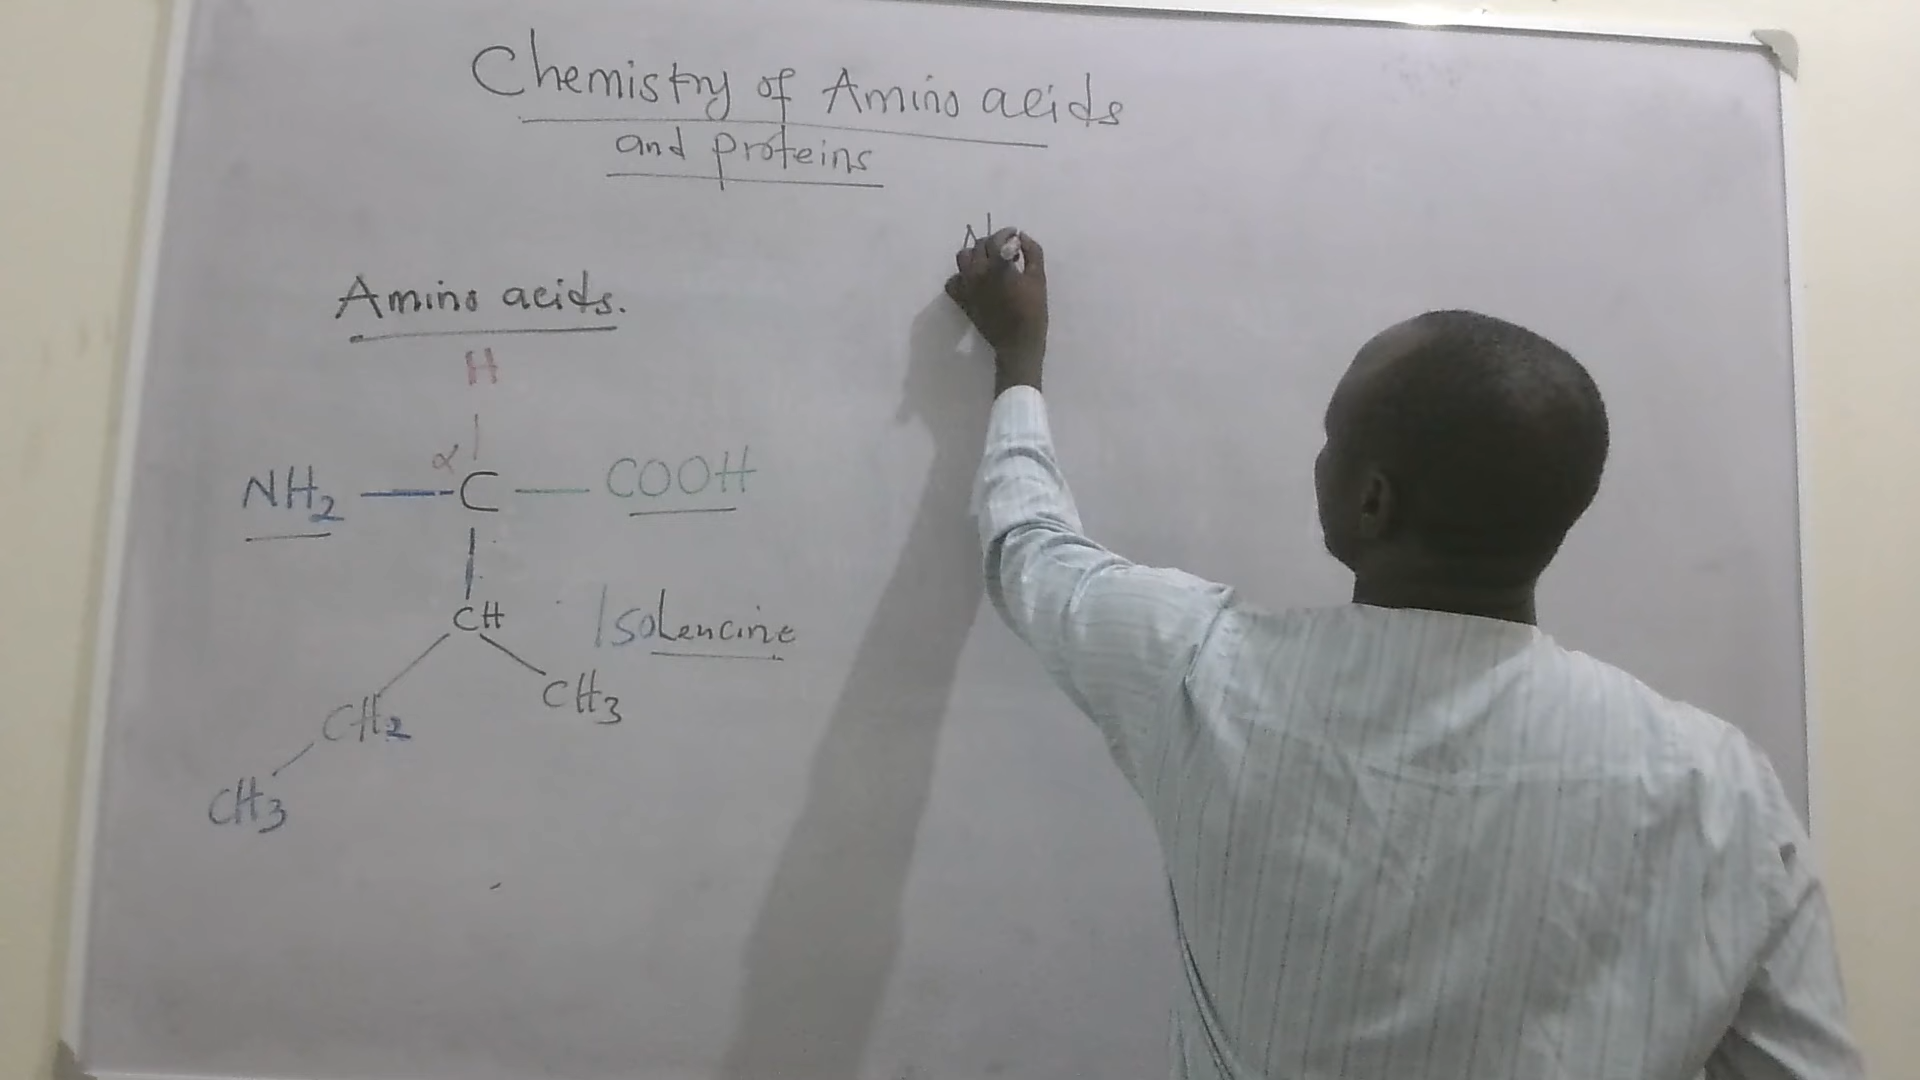 Chemistry of Amino acids
and proteins
Amino acids.
H
α
NH2 — C — COOH
CH
Isoleucine
CH2
CH3
CH3
N